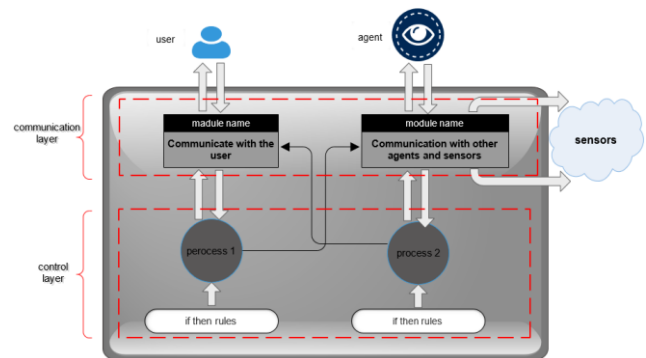 user
agent
communication
layer
madule name
Communicate with the
user
module name
Communication with other
agents and sensors
sensors
control
layer
perocess 1
process 2
if then rules
if then rules